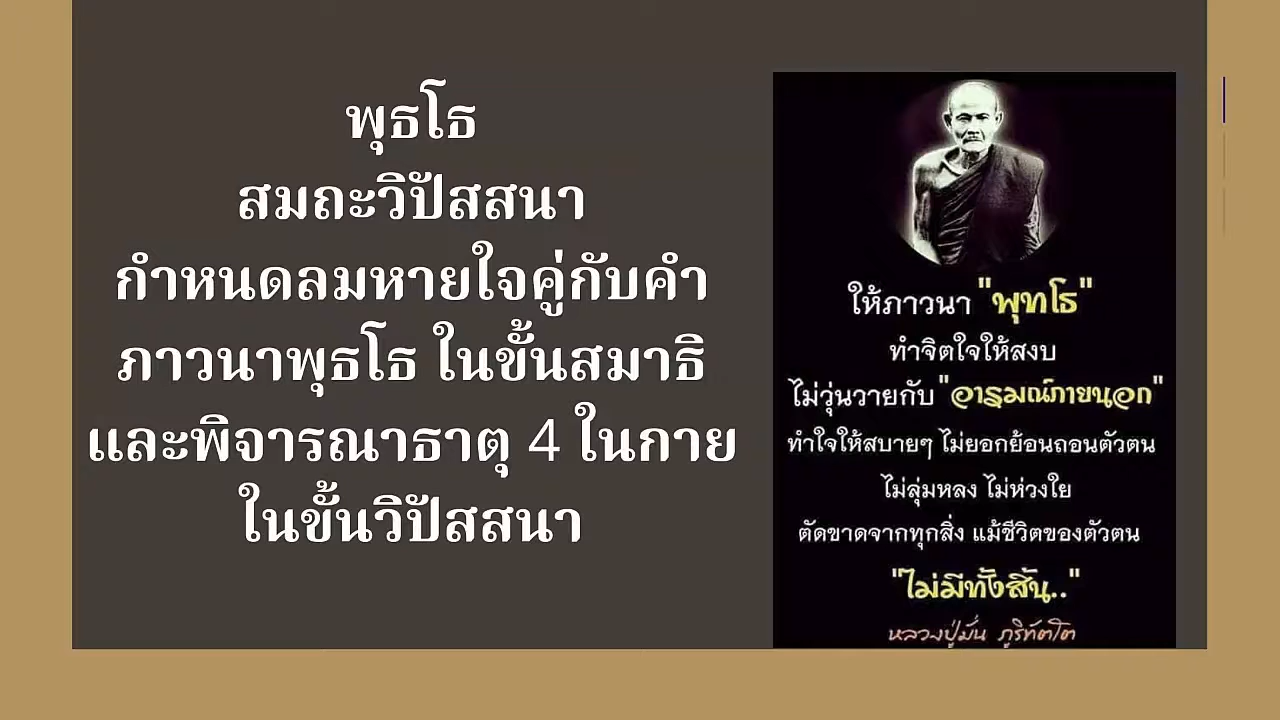 พุธโธ
สมถะวิปัสสนา
กำหนดลมหายใจคู่กับคำ
ภาวนาพุธโธ ในขั้นสมาธิ
และพิจารณาธาตุ 4 ในกาย
ในขั้นวิปัสสนา
ให้ภาวนา "พุทโธ"
ทำจิตใจให้สงบ
ไม่วุ่นวายกับ "อารมณ์ภายนอก"
ทำใจให้สบายๆ ไม่ยอกย้อนถอนตัวตน
ไม่ลุ่มหลง ไม่ห่วงใย
ตัดขาดจากทุกสิ่ง แม้ชีวิตของตัวตน
"ไม่มีทั้งสิ้น.."
หลวงปู่มั่น ภูริทัตโต